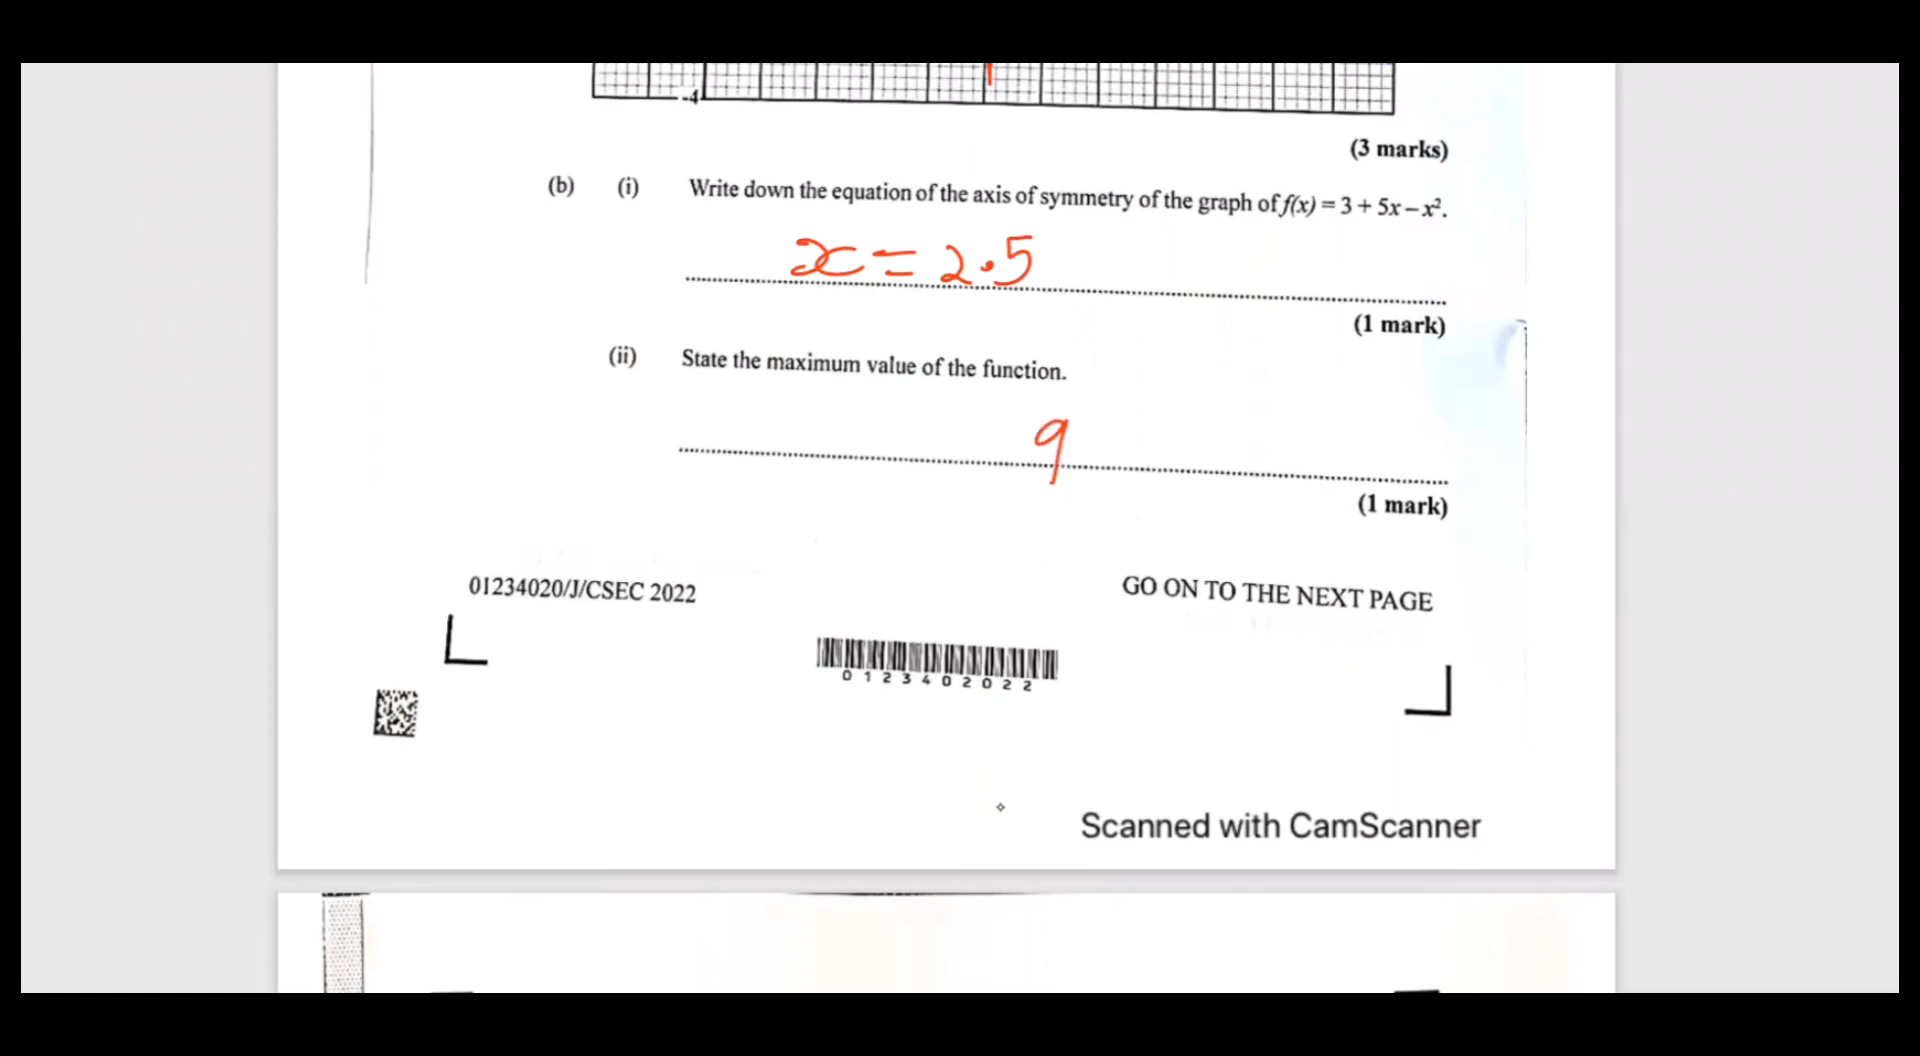 -4
(3 marks)
(b) (i) Write down the equation of the axis of symmetry of the graph of f(x) = 3 + 5x – x².
x = 2.5
(1 mark)
(ii) State the maximum value of the function.
9
(1 mark)
01234020/J/CSEC 2022
GO ON TO THE NEXT PAGE
0 1 2 3 4 0 2 0 2 2
Scanned with CamScanner